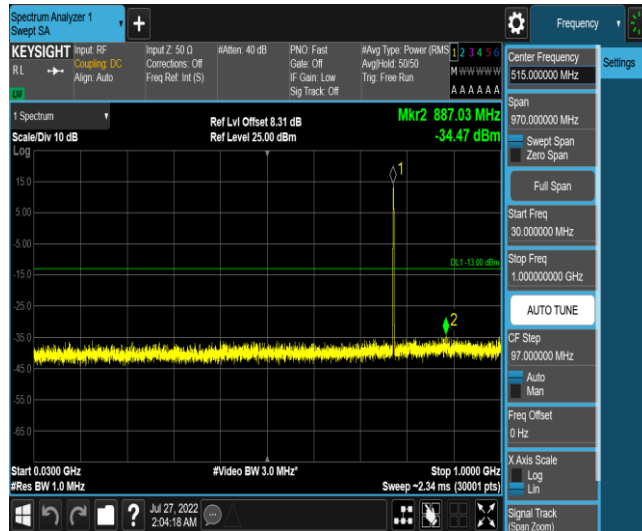 Spectrum Analyzer 1
Swept SA
Frequency
KEYSIGHT
R L
LXI
Input: RF
Coupling: DC
Align: Auto
Input Z: 50 Ω
Corrections: Off
Freq Ref: Int (S)
#Atten: 40 dB
PNO: Fast
Gate: Off
IF Gain: Low
Sig Track: Off
#Avg Type: Power (RMS
Avg|Hold: 50/50
Trig: Free Run
1 2 3 4 5 6
M W W W W W
A A A A A A
1 Spectrum
Scale/Div 10 dB
Log
Ref Lvl Offset 8.31 dB
Ref Level 25.00 dBm
Mkr2 887.03 MHz
-34.47 dBm
15.0
5.00
-5.00
-15.0
-25.0
-35.0
-45.0
-55.0
-65.0
1
DL1 -13.00 dBm
2
Start 0.0300 GHz
#Res BW 1.0 MHz
#Video BW 3.0 MHz*
Stop 1.0000 GHz
Sweep ~2.34 ms (30001 pts)
Center Frequency
515.000000 MHz
Settings
Span
970.000000 MHz
Swept Span
Zero Span
Full Span
Start Freq
30.000000 MHz
Stop Freq
1.000000000 GHz
AUTO TUNE
CF Step
97.000000 MHz
Auto
Man
Freq Offset
0 Hz
X Axis Scale
Log
Lin
Signal Track
(Span Zoom)
?
Jul 27, 2022
2:04:18 AM